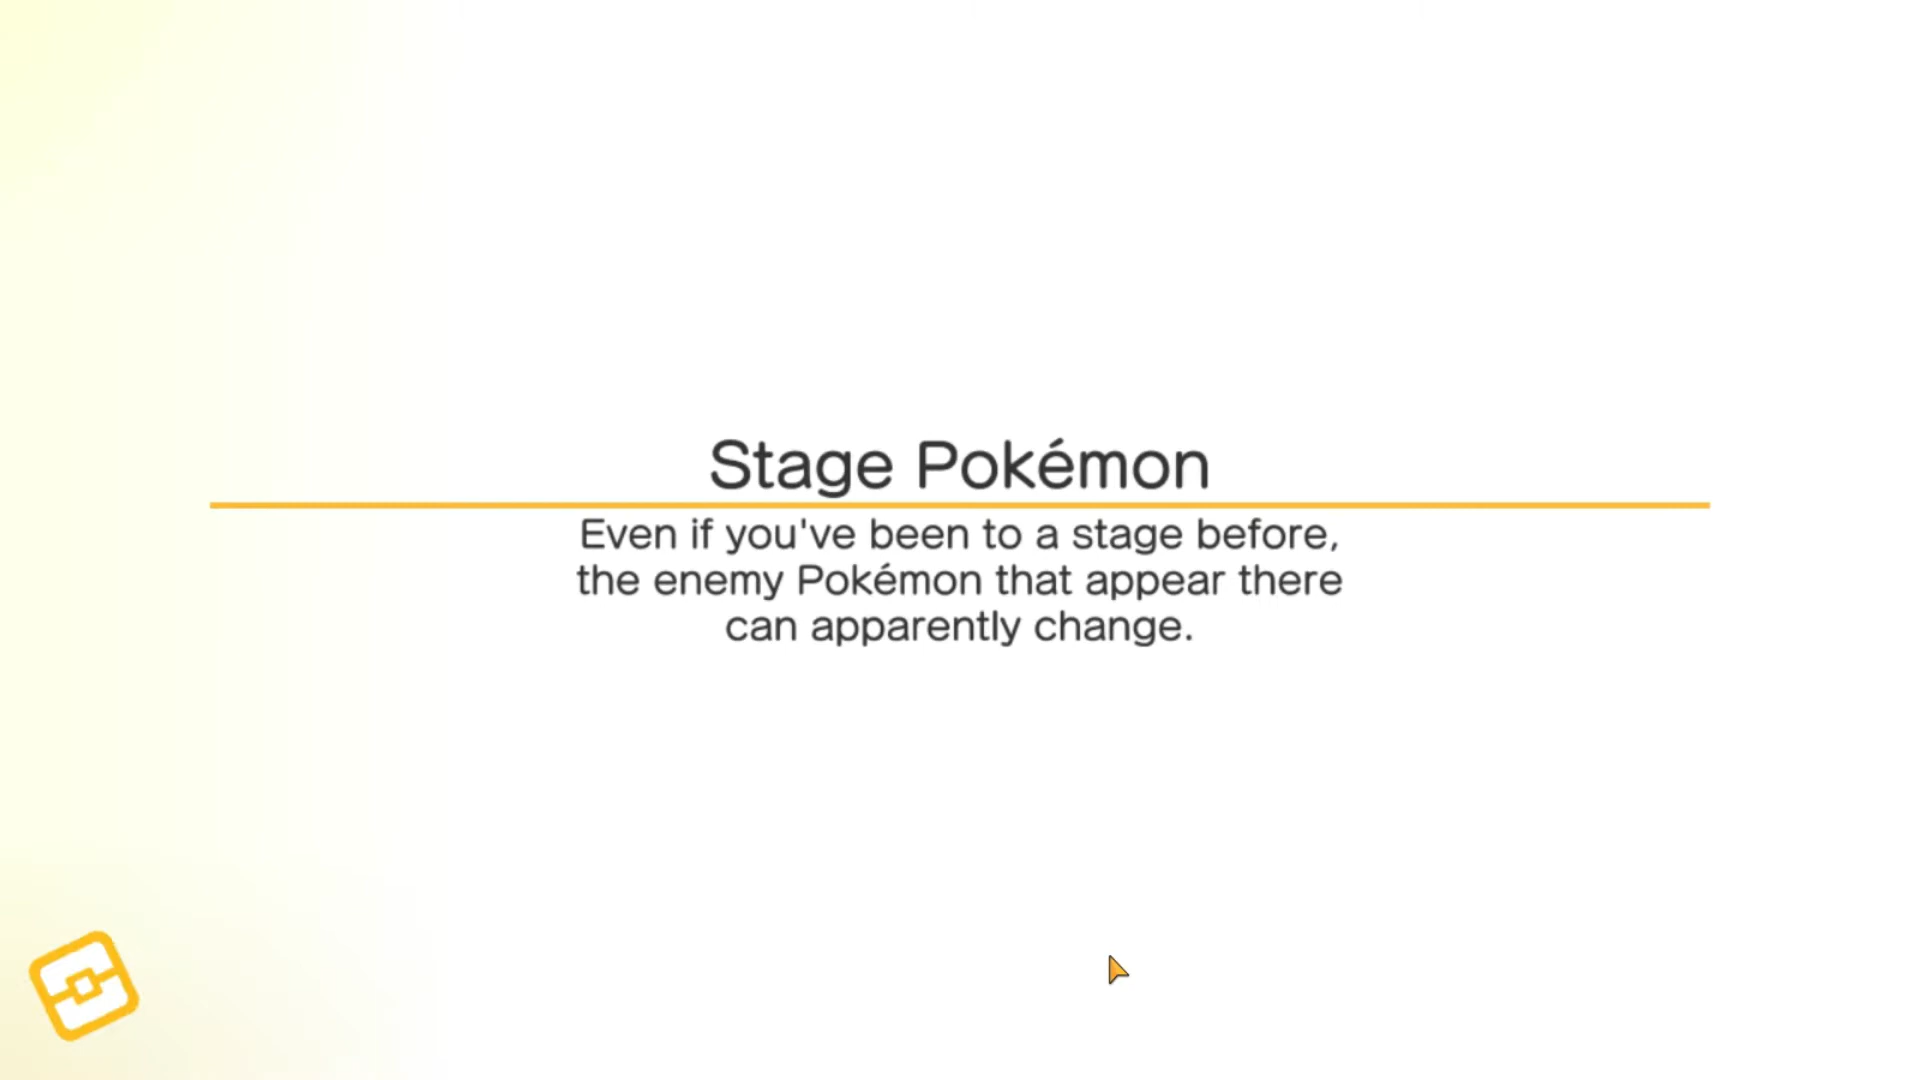 Stage Pokémon
Even if you've been to a stage before,
the enemy Pokémon that appear there
can apparently change.